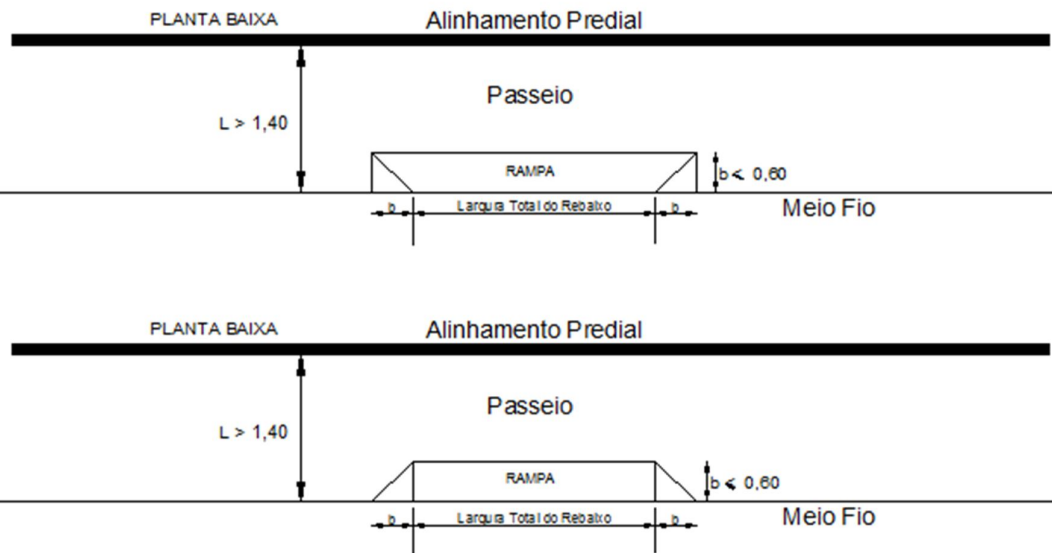 PLANTA BAIXA
Alinhamento Predial
Passeio
L > 1,40
RAMPA
b < 0,60
b
Largura Total do Rebaixo
b
Meio Fio
PLANTA BAIXA
Alinhamento Predial
Passeio
L > 1,40
RAMPA
b < 0,60
b
Largura Total do Rebaixo
b
Meio Fio